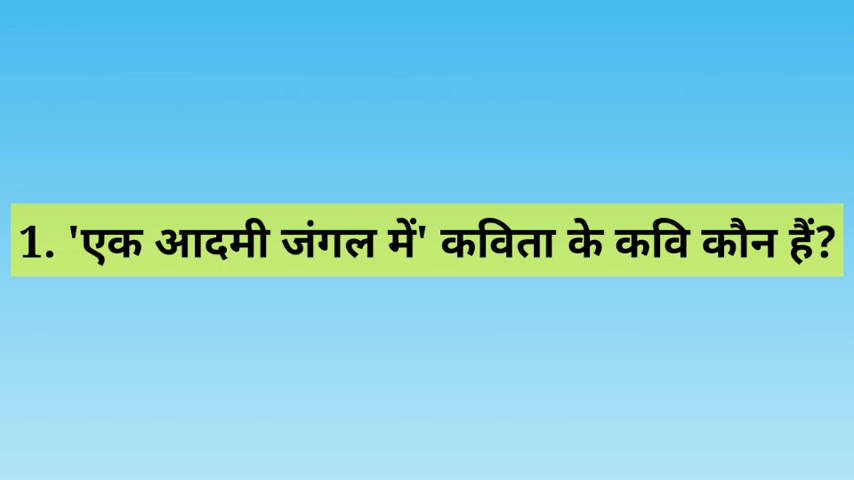 1. 'एक आदमी जंगल में' कविता के कवि कौन हैं?